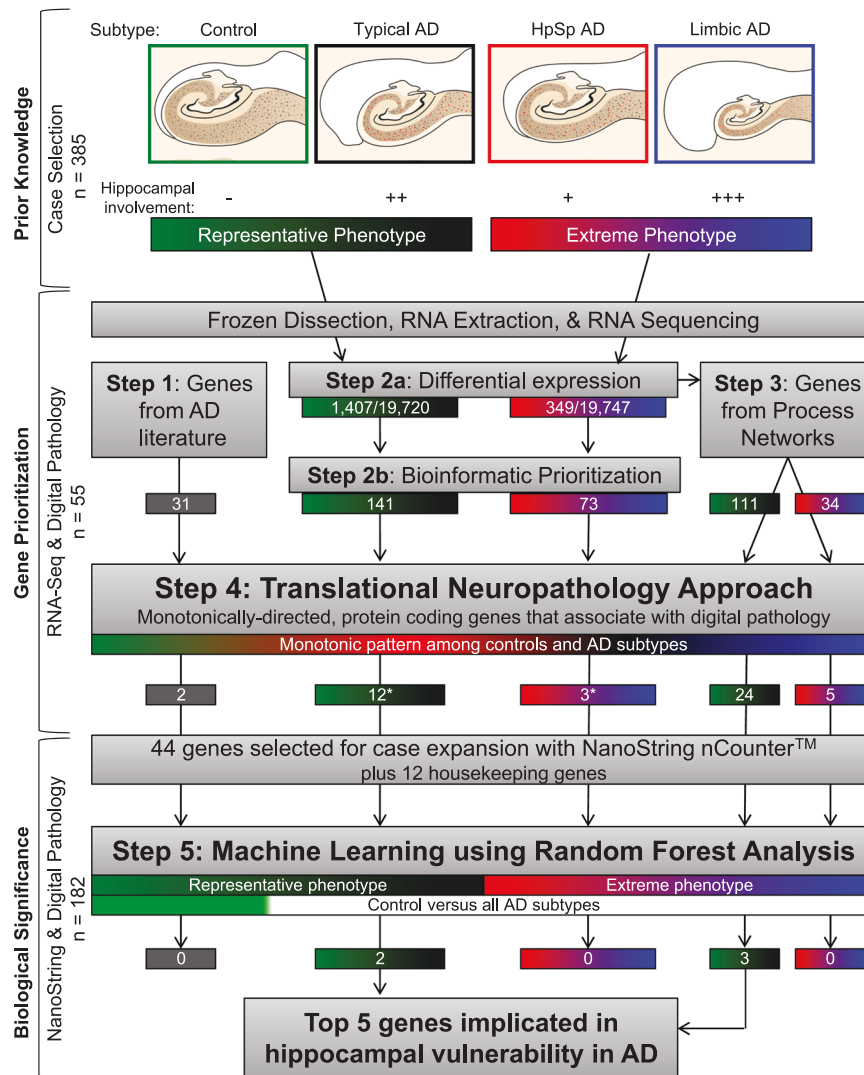 Subtype: Control Typical AD HpSp AD Limbic AD
Prior Knowledge
Case Selection
n = 385
Hippocampal
involvement: - ++ + +++
Representative Phenotype Extreme Phenotype
Gene Prioritization
RNA-Seq & Digital Pathology
n = 55
Frozen Dissection, RNA Extraction, & RNA Sequencing
Step 1: Genes
from AD
literature
Step 2a: Differential expression
1,407/19,720 349/19,747
Step 3: Genes
from Process
Networks
Step 2b: Bioinformatic Prioritization
31 141 73 111 34
Step 4: Translational Neuropathology Approach
Monotonically-directed, protein coding genes that associate with digital pathology
Monotonic pattern among controls and AD subtypes
2 12* 3* 24 5
Biological Significance
NanoString & Digital Pathology
n = 182
44 genes selected for case expansion with NanoString nCounter™
plus 12 housekeeping genes
Step 5: Machine Learning using Random Forest Analysis
Representative phenotype Extreme phenotype
Control versus all AD subtypes
0 2 0 3 0
Top 5 genes implicated in
hippocampal vulnerability in AD